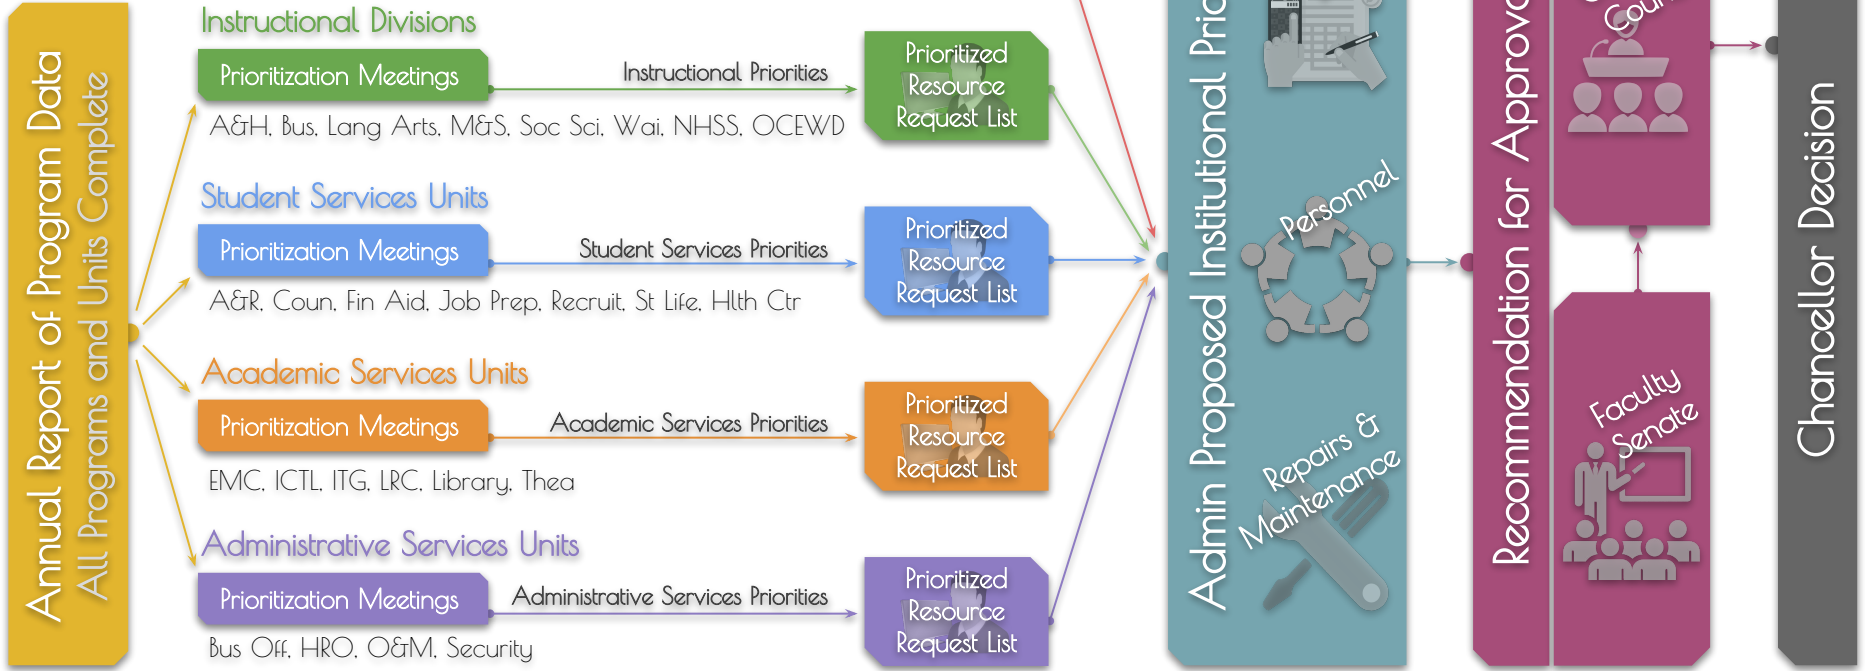 Annual Report of Program Data
All Programs and Units Complete
Instructional Divisions
Prioritization Meetings
Instructional Priorities
A&H, Bus, Lang Arts, M&S, Soc Sci, Wai, NHSS, OCEWD
Prioritized
Resource
Request List
Student Services Units
Prioritization Meetings
Student Services Priorities
A&R, Coun, Fin Aid, Job Prep, Recruit, St Life, Hlth Ctr
Prioritized
Resource
Request List
Academic Services Units
Prioritization Meetings
Academic Services Priorities
EMC, ICTL, ITG, LRC, Library, Thea
Prioritized
Resource
Request List
Administrative Services Units
Prioritization Meetings
Administrative Services Priorities
Bus Off, HRO, O&M, Security
Prioritized
Resource
Request List
Admin Proposed Institutional
Personnel
Repairs &
Maintenance
Recommendation for
Faculty
Senate
Chancellor Decision